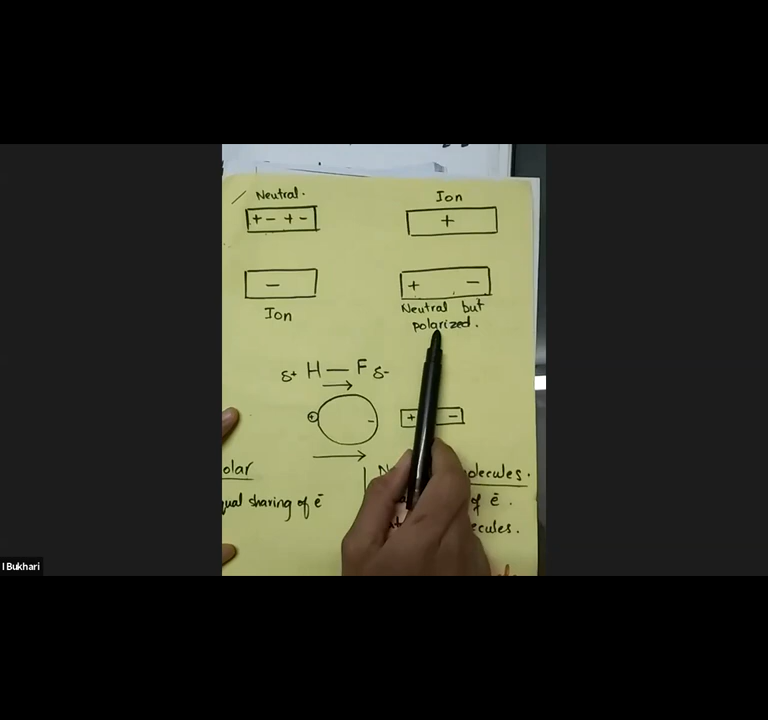 Neutral.
+ - + -
Ion
+
-
Ion
+ -
Neutral but
polarized.
δ+ H — F δ-
+ -
+ -
olar
qual sharing of ē
olecules.
of ē.
ecules.
I Bukhari